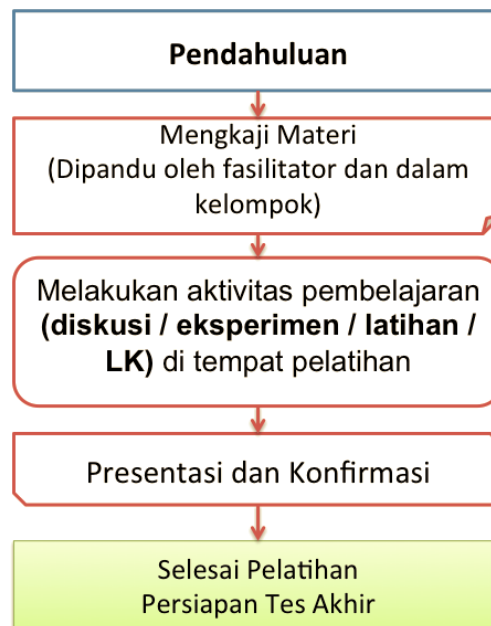 Pendahuluan
Mengkaji Materi
(Dipandu oleh fasilitator dan dalam
kelompok)
Melakukan aktivitas pembelajaran
(diskusi / eksperimen / latihan /
LK) di tempat pelatihan
Presentasi dan Konfirmasi
Selesai Pelatihan
Persiapan Tes Akhir